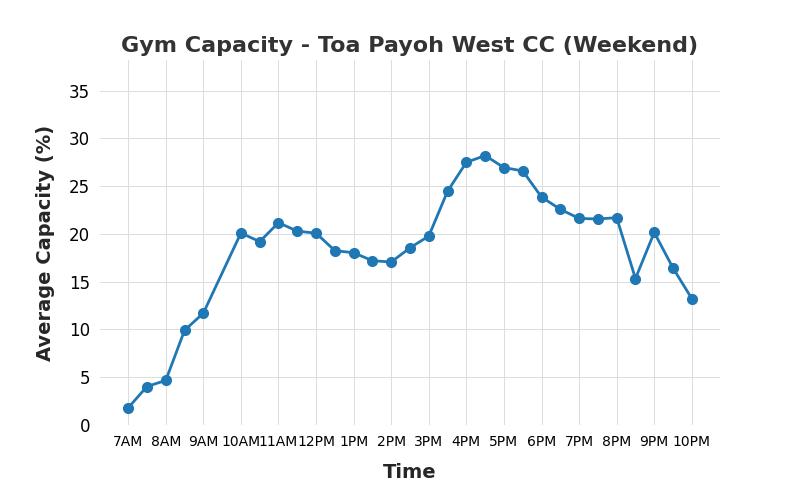 Gym Capacity - Toa Payoh West CC (Weekend)
Average Capacity (%)
35
30
25
20
15
10
5
0
7AM 8AM 9AM 10AM 11AM 12PM 1PM 2PM 3PM 4PM 5PM 6PM 7PM 8PM 9PM 10PM
Time